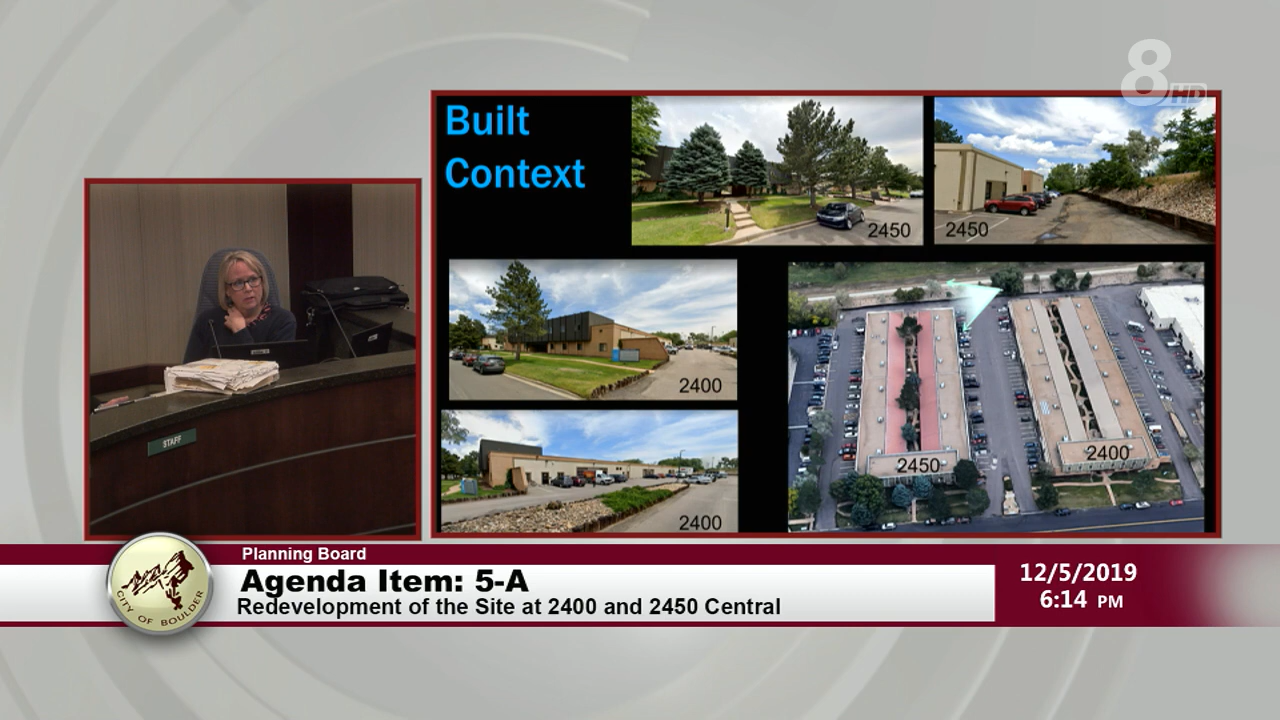 8
HD
Built
Context
2450
2450
2400
2400
2450
2400
STAFF
Planning Board
Agenda Item: 5-A
Redevelopment of the Site at 2400 and 2450 Central
12/5/2019
6:14 PM
CITY OF BOULDER